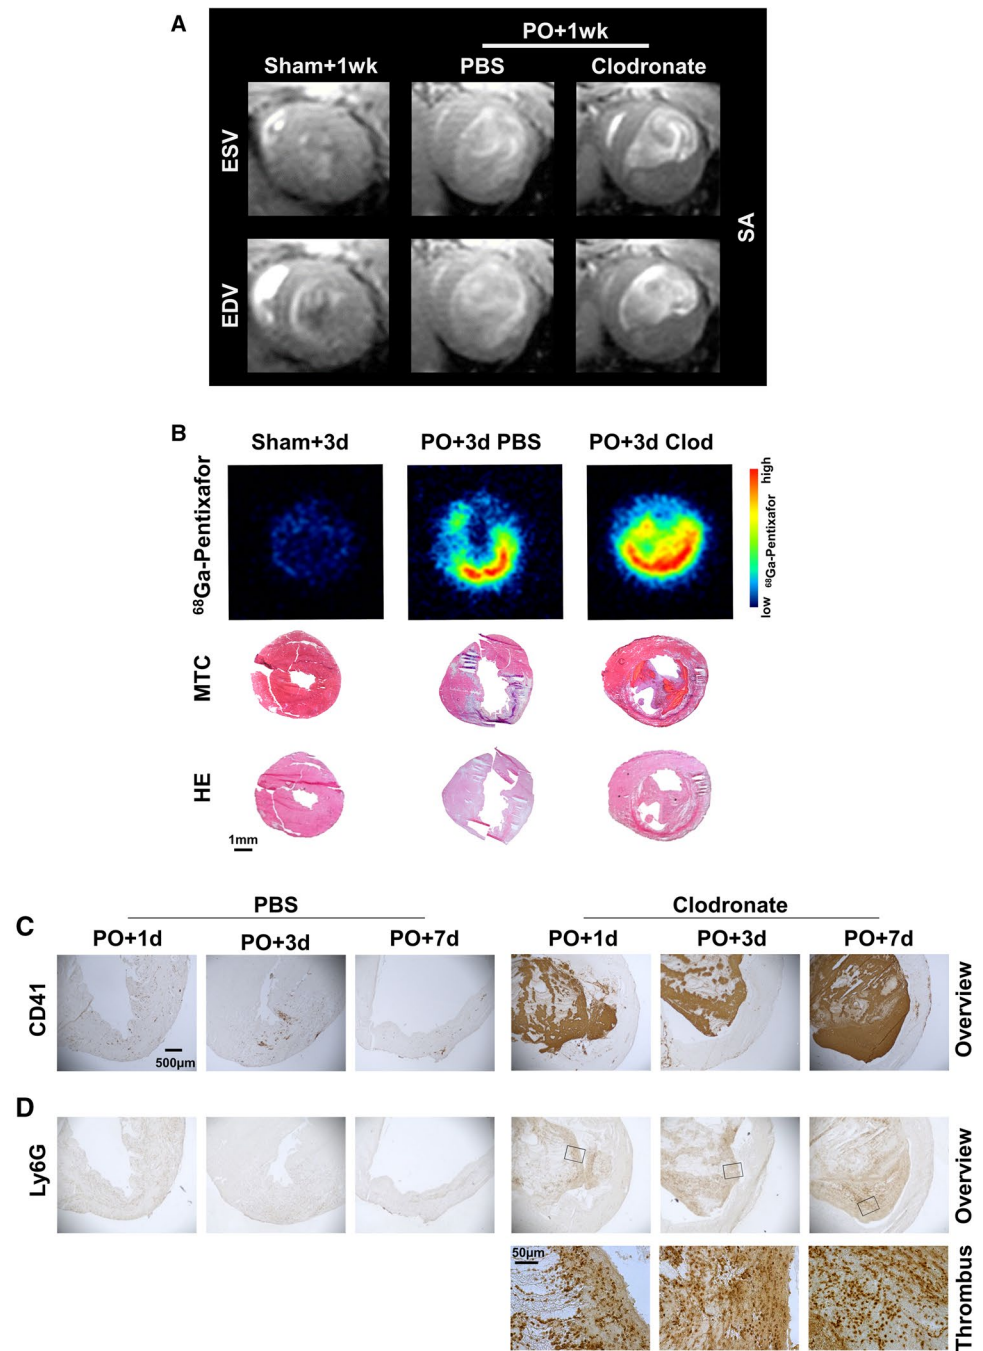 A
PO+1wk
Sham+1wk PBS Clodronate
ESV
SA
EDV
B
Sham+3d PO+3d PBS PO+3d Clod
⁶⁸Ga-Pentixafor
low ⁶⁸Ga-Pentixafor high
MTC
HE
1mm
PBS Clodronate
C
PO+1d PO+3d PO+7d PO+1d PO+3d PO+7d
CD41
500µm
Overview
D
Ly6G
Overview
50µm
Thrombus